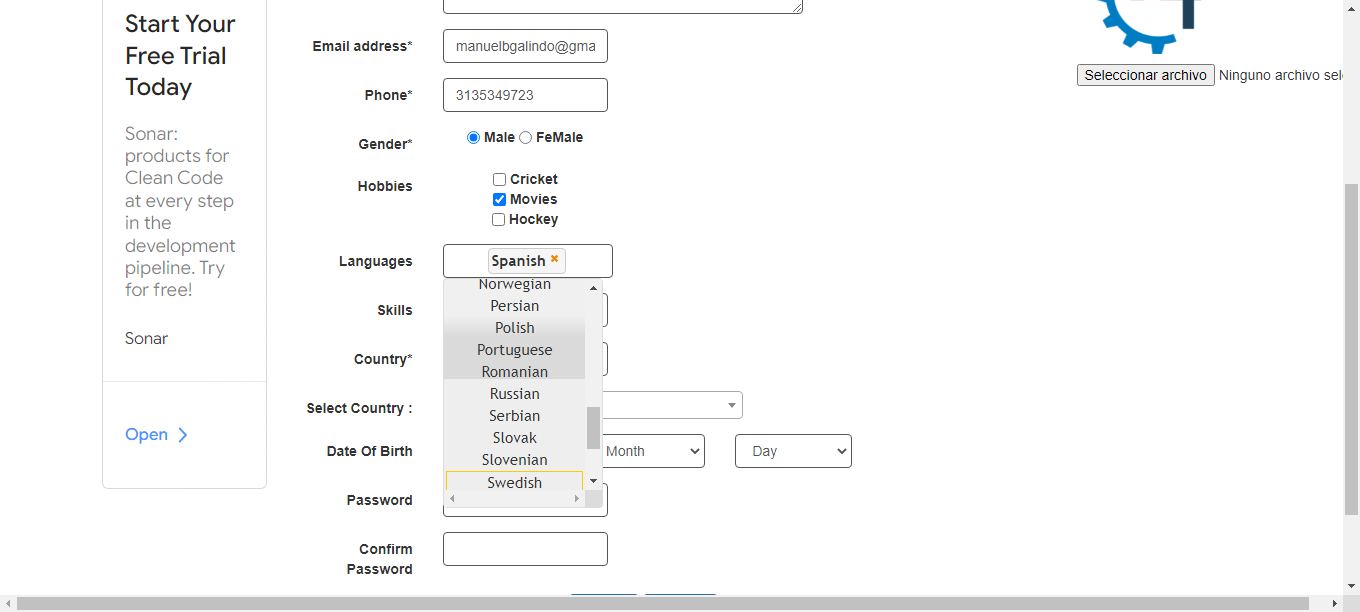 Start Your
Free Trial
Today
Sonar:
products for
Clean Code
at every step
in the
development
pipeline. Try
for free!
Sonar
Open
Email address*
manuelbgalindo@gma
Phone*
3135349723
Gender*
Male FeMale
Hobbies
Cricket
Movies
Hockey
Languages
Spanish
Norwegian
Persian
Polish
Portuguese
Romanian
Russian
Serbian
Slovak
Slovenian
Swedish
Skills
Country*
Select Country :
Date Of Birth
Month
Day
Password
Confirm
Password
Seleccionar archivo Ninguno archivo sel